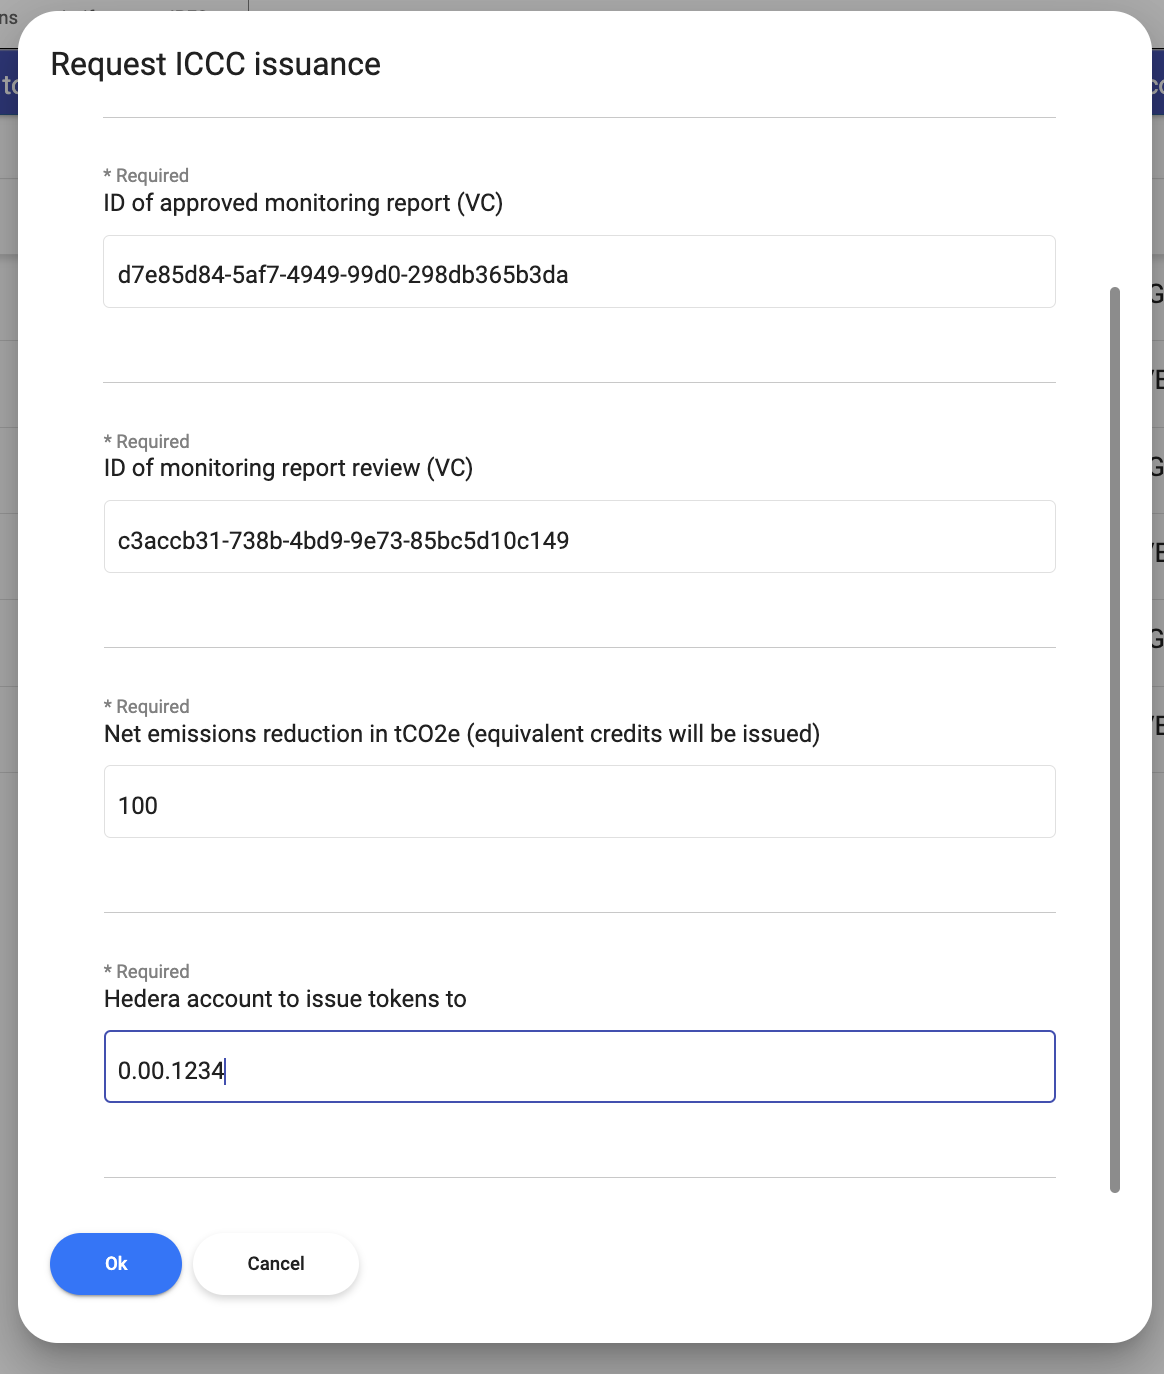 ns
Request ICCC issuance
* Required
ID of approved monitoring report (VC)
d7e85d84-5af7-4949-99d0-298db365b3da
* Required
ID of monitoring report review (VC)
c3accb31-738b-4bd9-9e73-85bc5d10c149
* Required
Net emissions reduction in tCO2e (equivalent credits will be issued)
100
* Required
Hedera account to issue tokens to
0.00.1234
Ok
Cancel